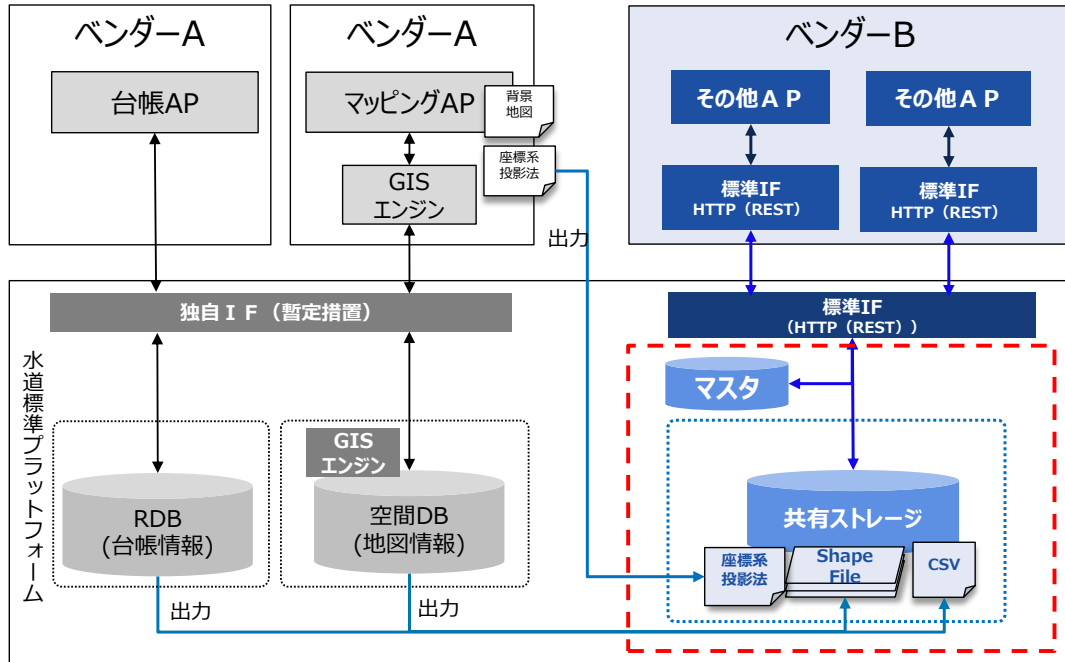 ベンダーA
台帳AP
ベンダーA
マッピングAP
背景
地図
座標系
投影法
GIS
エンジン
出力
ベンダーB
その他ＡＰ
その他ＡＰ
標準IF
HTTP（REST）
標準IF
HTTP（REST）
水道標準プラットフォーム
独自ＩＦ（暫定措置）
標準IF
(HTTP（REST）)
マスタ
GIS
エンジン
RDB
(台帳情報)
空間DB
(地図情報)
共有ストレージ
座標系
投影法
Shape
File
CSV
出力
出力